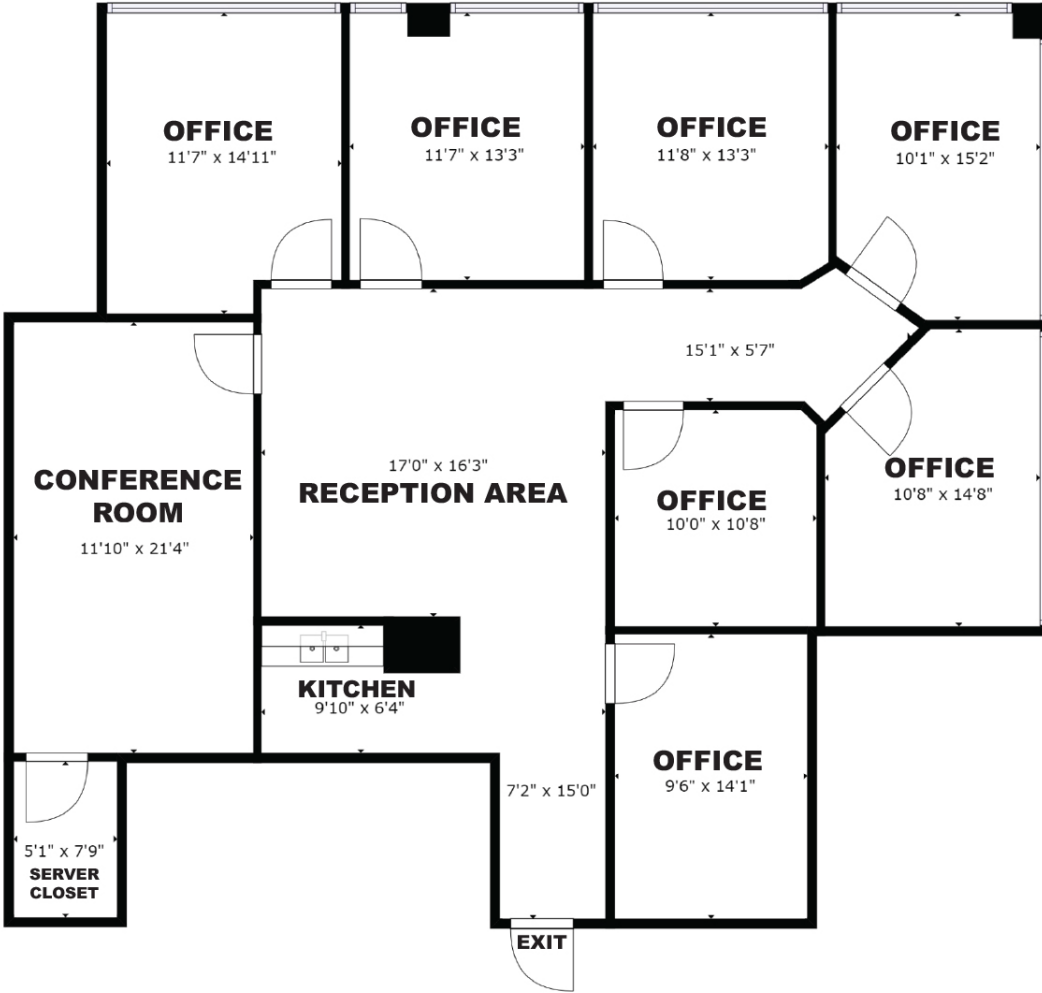 OFFICE
11'7" x 14'11"
OFFICE
11'7" x 13'3"
OFFICE
11'8" x 13'3"
OFFICE
10'1" x 15'2"
15'1" x 5'7"
CONFERENCE
ROOM
11'10" x 21'4"
17'0" x 16'3"
RECEPTION AREA
OFFICE
10'0" x 10'8"
OFFICE
10'8" x 14'8"
KITCHEN
9'10" x 6'4"
OFFICE
9'6" x 14'1"
7'2" x 15'0"
5'1" x 7'9"
SERVER
CLOSET
EXIT